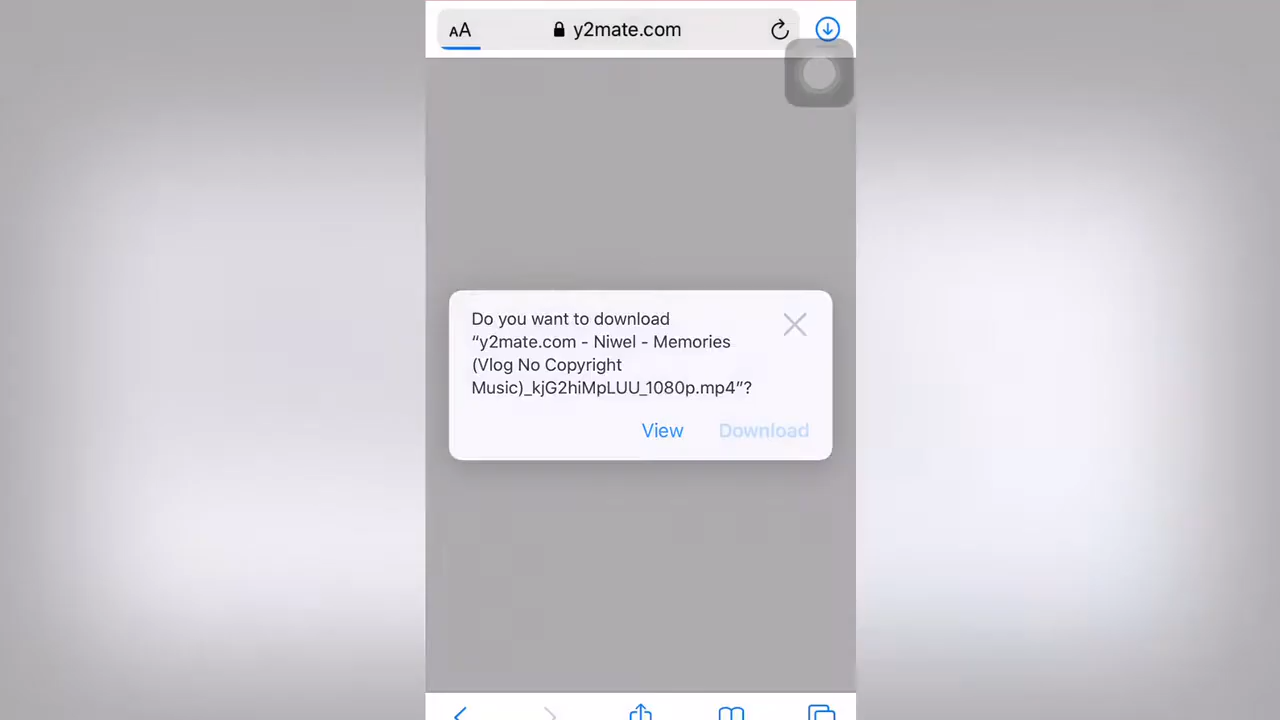 AA y2mate.com
Do you want to download
“y2mate.com - Niwel - Memories
(Vlog No Copyright
Music)_kjG2hiMpLUU_1080p.mp4”?
View Download